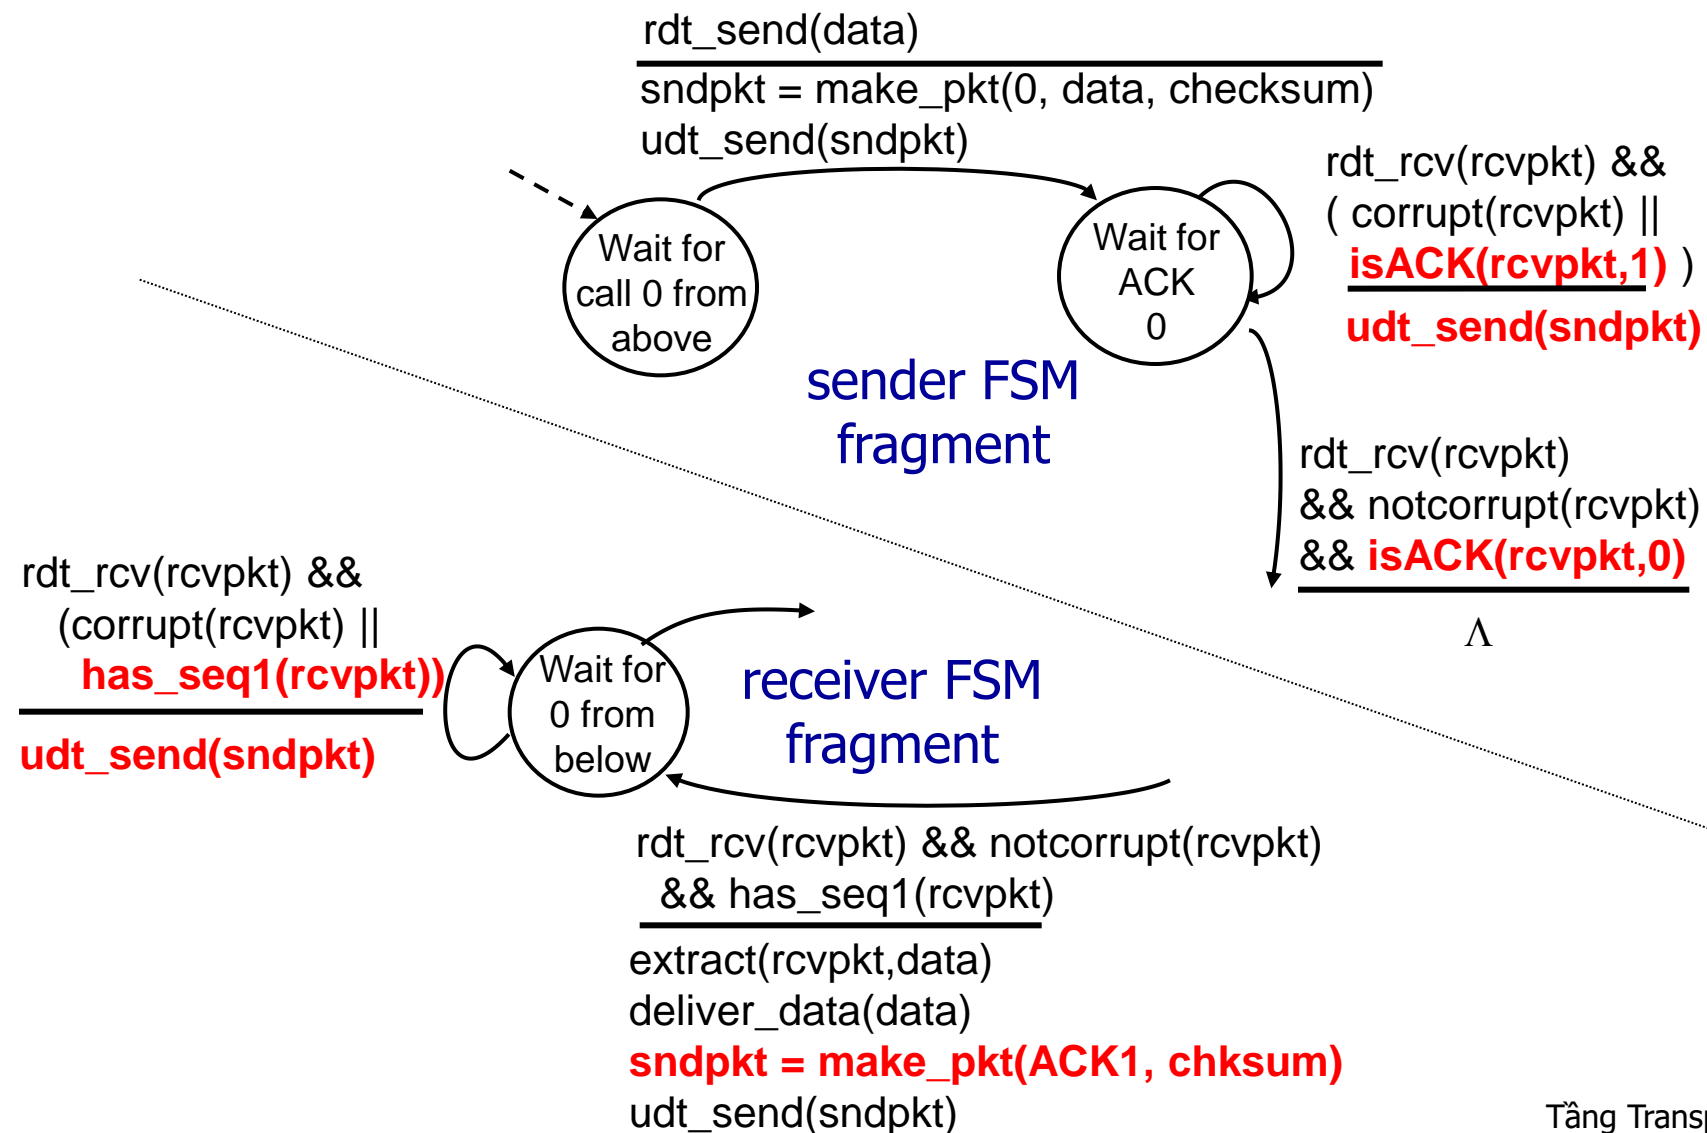 rdt_send(data)
sndpkt = make_pkt(0, data, checksum)
udt_send(sndpkt)
Wait for
call 0 from
above
Wait for
ACK
0
rdt_rcv(rcvpkt) &&
( corrupt(rcvpkt) ||
isACK(rcvpkt,1) )
udt_send(sndpkt)
sender FSM
fragment
rdt_rcv(rcvpkt)
&& notcorrupt(rcvpkt)
&& isACK(rcvpkt,0)
Λ
rdt_rcv(rcvpkt) &&
(corrupt(rcvpkt) ||
has_seq1(rcvpkt))
udt_send(sndpkt)
Wait for
0 from
below
receiver FSM
fragment
rdt_rcv(rcvpkt) && notcorrupt(rcvpkt)
&& has_seq1(rcvpkt)
extract(rcvpkt,data)
deliver_data(data)
sndpkt = make_pkt(ACK1, chksum)
udt_send(sndpkt)
Tầng Transp